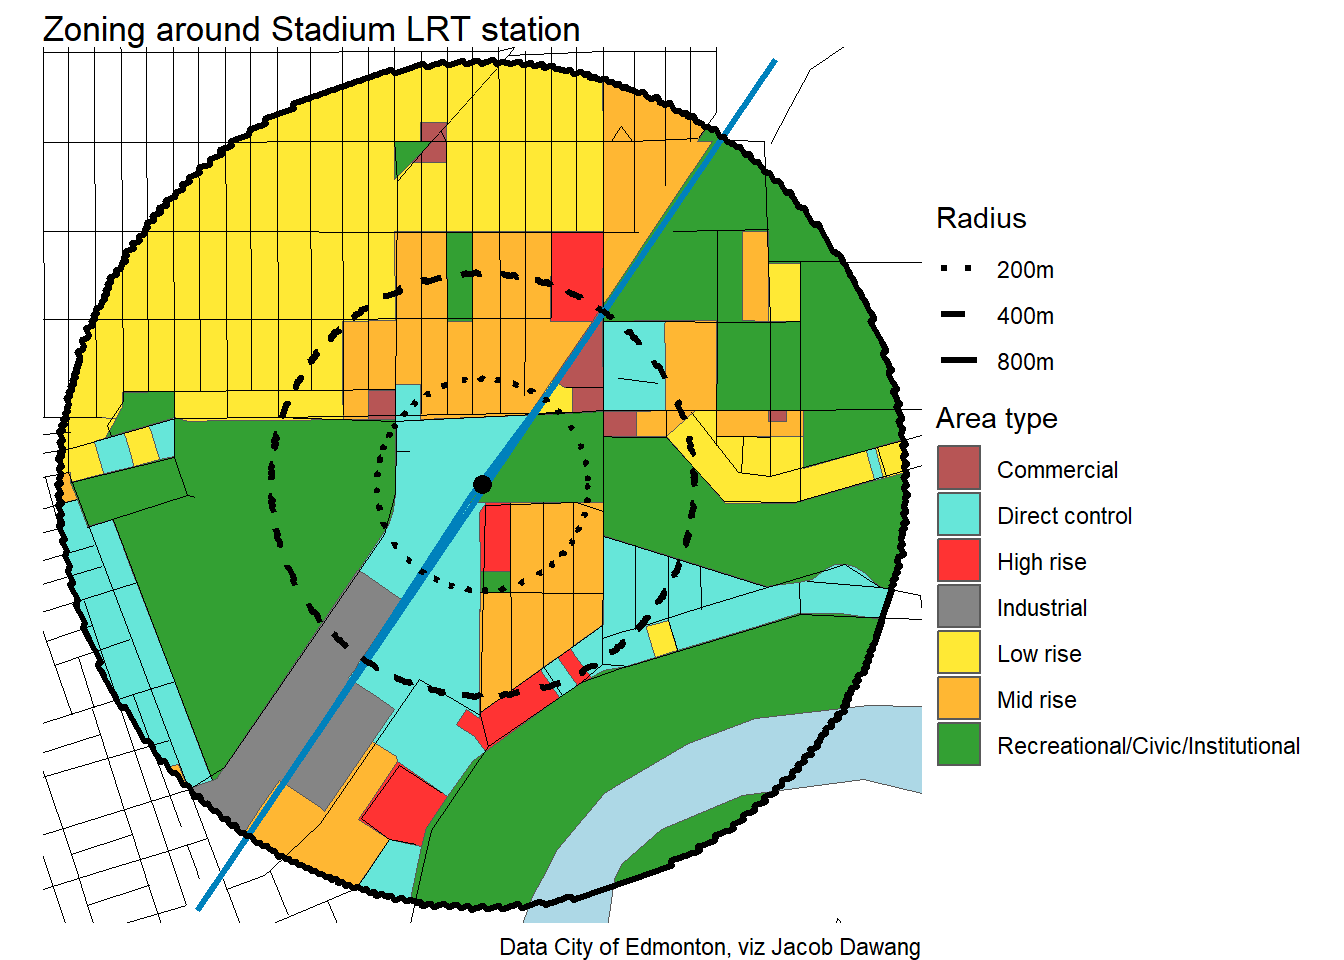 Zoning around Stadium LRT station
Radius
200m
400m
800m
Area type
Commercial
Direct control
High rise
Industrial
Low rise
Mid rise
Recreational/Civic/Institutional
Data City of Edmonton, viz Jacob Dawang